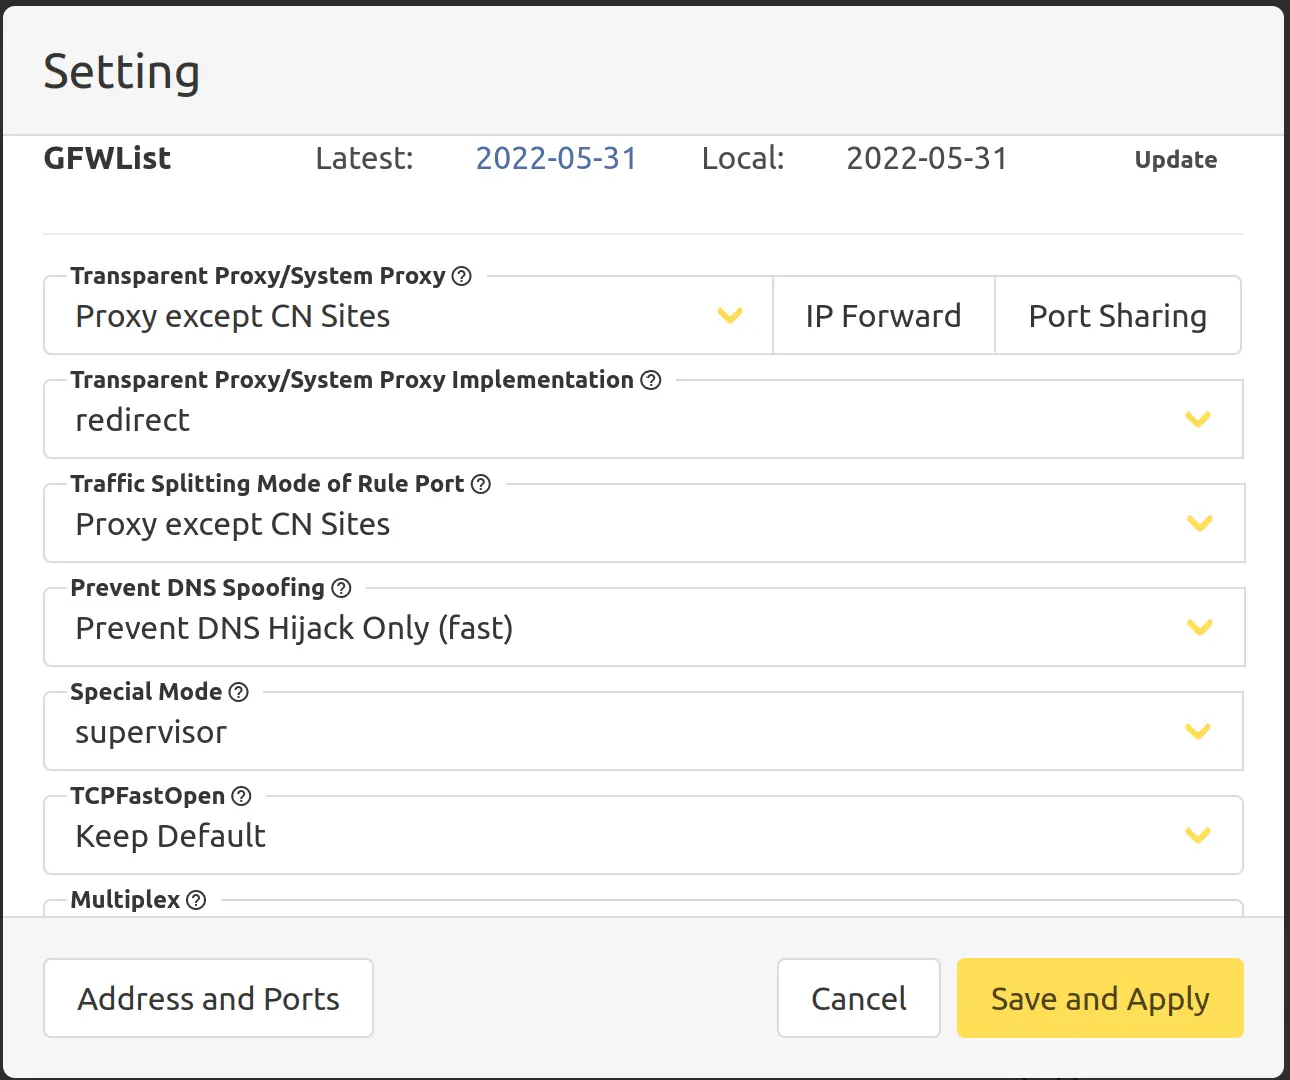 Setting
GFWList Latest: 2022-05-31 Local: 2022-05-31 Update
Transparent Proxy/System Proxy
Proxy except CN Sites IP Forward Port Sharing
Transparent Proxy/System Proxy Implementation
redirect
Traffic Splitting Mode of Rule Port
Proxy except CN Sites
Prevent DNS Spoofing
Prevent DNS Hijack Only (fast)
Special Mode
supervisor
TCPFastOpen
Keep Default
Multiplex
Address and Ports Cancel Save and Apply